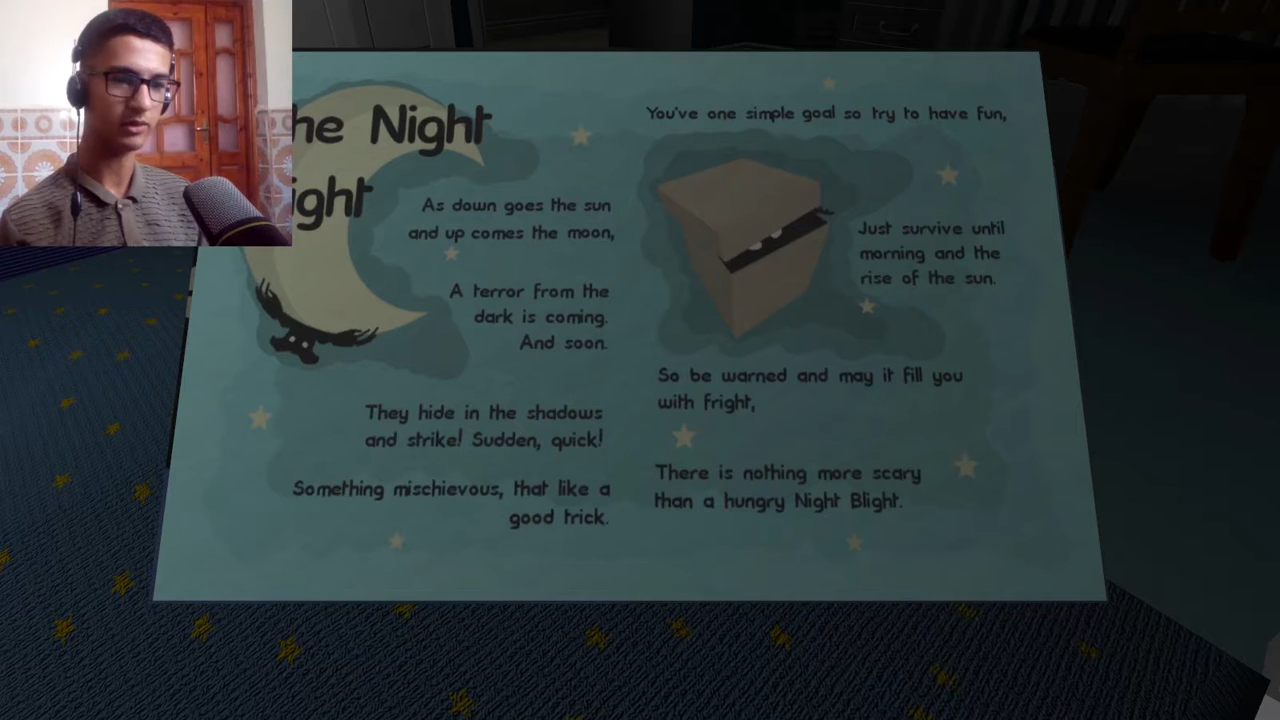 he Night
ight
As down goes the sun
and up comes the moon,
A terror from the
dark is coming.
And soon.
They hide in the shadows
and strike! Sudden, quick!
Something mischievous, that like a
good trick.
You've one simple goal so try to have fun,
Just survive until
morning and the
rise of the sun.
So be warned and may it fill you
with fright,
There is nothing more scary
than a hungry Night Blight.